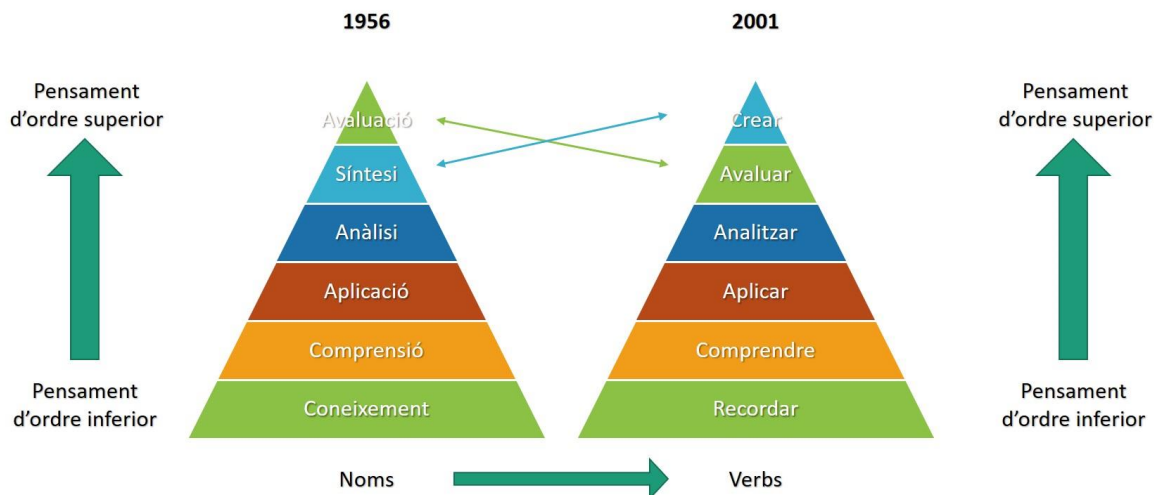 1956
2001
Pensament
d'ordre superior
Pensament
d'ordre superior
Avaluació
Crear
Síntesi
Avaluar
Anàlisi
Analitzar
Aplicació
Aplicar
Comprensió
Comprendre
Pensament
d'ordre inferior
Pensament
d'ordre inferior
Coneixement
Recordar
Noms
Verbs